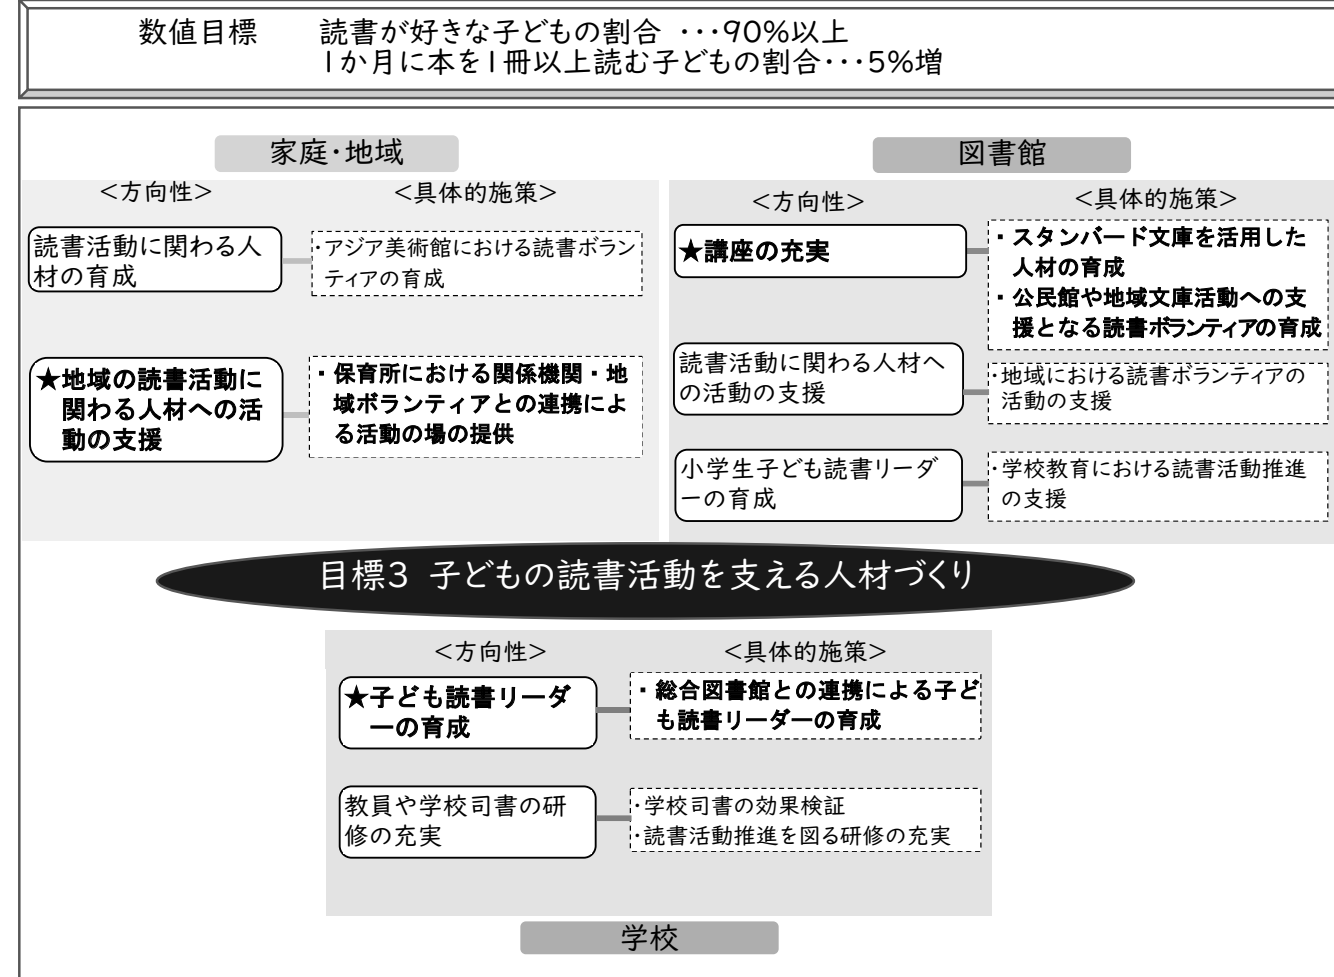 数値目標 読書が好きな子どもの割合 ・・・90%以上
1か月に本を1冊以上読む子どもの割合・・・5%増
家庭・地域
<方向性> <具体的施策>
読書活動に関わる人
材の育成
・アジア美術館における読書ボラン
ティアの育成
★地域の読書活動に
関わる人材への活
動の支援
・保育所における関係機関・地
域ボランティアとの連携によ
る活動の場の提供
図書館
<方向性> <具体的施策>
★講座の充実
・スタンバード文庫を活用した
人材の育成
・公民館や地域文庫活動への支
援となる読書ボランティアの育成
読書活動に関わる人材へ
の活動の支援
・地域における読書ボランティアの
活動の支援
小学生子ども読書リーダ
ーの育成
・学校教育における読書活動推進
の支援
目標3 子どもの読書活動を支える人材づくり
<方向性> <具体的施策>
★子ども読書リーダ
ーの育成
・総合図書館との連携による子ど
も読書リーダーの育成
教員や学校司書の研
修の充実
・学校司書の効果検証
・読書活動推進を図る研修の充実
学校